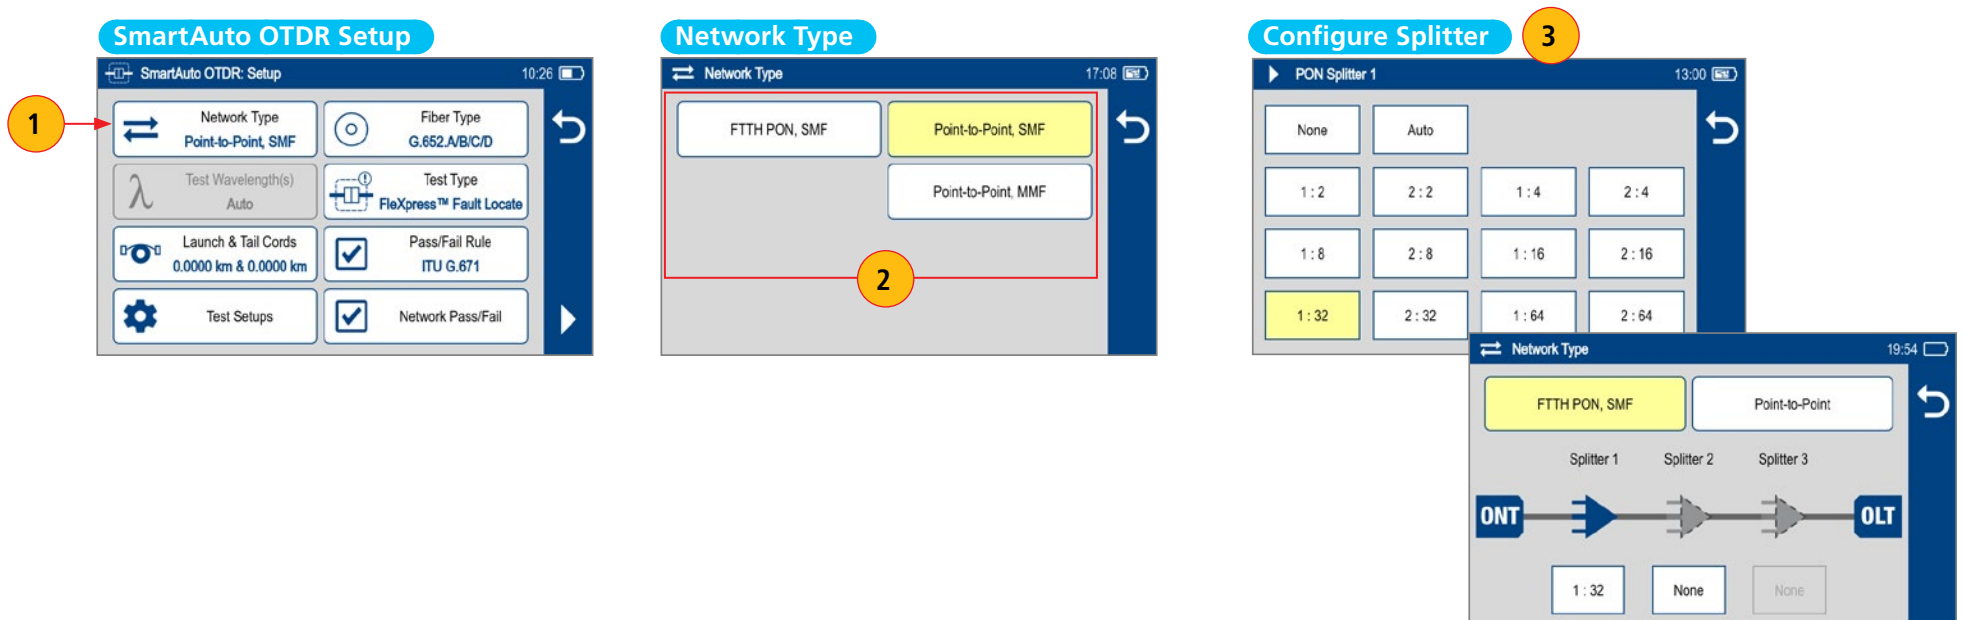 SmartAuto OTDR Setup
SmartAuto OTDR: Setup 10:26
1
Network Type
Point-to-Point, SMF
Fiber Type
G.652.A/B/C/D
Test Wavelength(s)
Auto
Test Type
FleXpress™ Fault Locate
Launch & Tail Cords
0.0000 km & 0.0000 km
Pass/Fail Rule
ITU G.671
Test Setups
Network Pass/Fail
Network Type
Network Type 17:08
FTTH PON, SMF
Point-to-Point, SMF
Point-to-Point, MMF
2
Configure Splitter
3
PON Splitter 1 13:00
None Auto
1 : 2 2 : 2 1 : 4 2 : 4
1 : 8 2 : 8 1 : 16 2 : 16
1 : 32 2 : 32 1 : 64 2 : 64
Network Type 19:54
FTTH PON, SMF Point-to-Point
Splitter 1 Splitter 2 Splitter 3
ONT OLT
1 : 32 None None